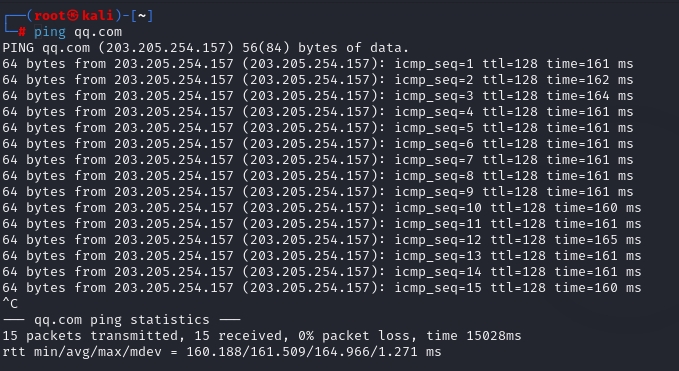 ┌──(root㉿kali)-[~]
└─# ping qq.com
PING qq.com (203.205.254.157) 56(84) bytes of data.
64 bytes from 203.205.254.157 (203.205.254.157): icmp_seq=1 ttl=128 time=161 ms
64 bytes from 203.205.254.157 (203.205.254.157): icmp_seq=2 ttl=128 time=162 ms
64 bytes from 203.205.254.157 (203.205.254.157): icmp_seq=3 ttl=128 time=164 ms
64 bytes from 203.205.254.157 (203.205.254.157): icmp_seq=4 ttl=128 time=161 ms
64 bytes from 203.205.254.157 (203.205.254.157): icmp_seq=5 ttl=128 time=161 ms
64 bytes from 203.205.254.157 (203.205.254.157): icmp_seq=6 ttl=128 time=161 ms
64 bytes from 203.205.254.157 (203.205.254.157): icmp_seq=7 ttl=128 time=161 ms
64 bytes from 203.205.254.157 (203.205.254.157): icmp_seq=8 ttl=128 time=161 ms
64 bytes from 203.205.254.157 (203.205.254.157): icmp_seq=9 ttl=128 time=161 ms
64 bytes from 203.205.254.157 (203.205.254.157): icmp_seq=10 ttl=128 time=160 ms
64 bytes from 203.205.254.157 (203.205.254.157): icmp_seq=11 ttl=128 time=161 ms
64 bytes from 203.205.254.157 (203.205.254.157): icmp_seq=12 ttl=128 time=165 ms
64 bytes from 203.205.254.157 (203.205.254.157): icmp_seq=13 ttl=128 time=161 ms
64 bytes from 203.205.254.157 (203.205.254.157): icmp_seq=14 ttl=128 time=161 ms
64 bytes from 203.205.254.157 (203.205.254.157): icmp_seq=15 ttl=128 time=160 ms
^C
--- qq.com ping statistics ---
15 packets transmitted, 15 received, 0% packet loss, time 15028ms
rtt min/avg/max/mdev = 160.188/161.509/164.966/1.271 ms